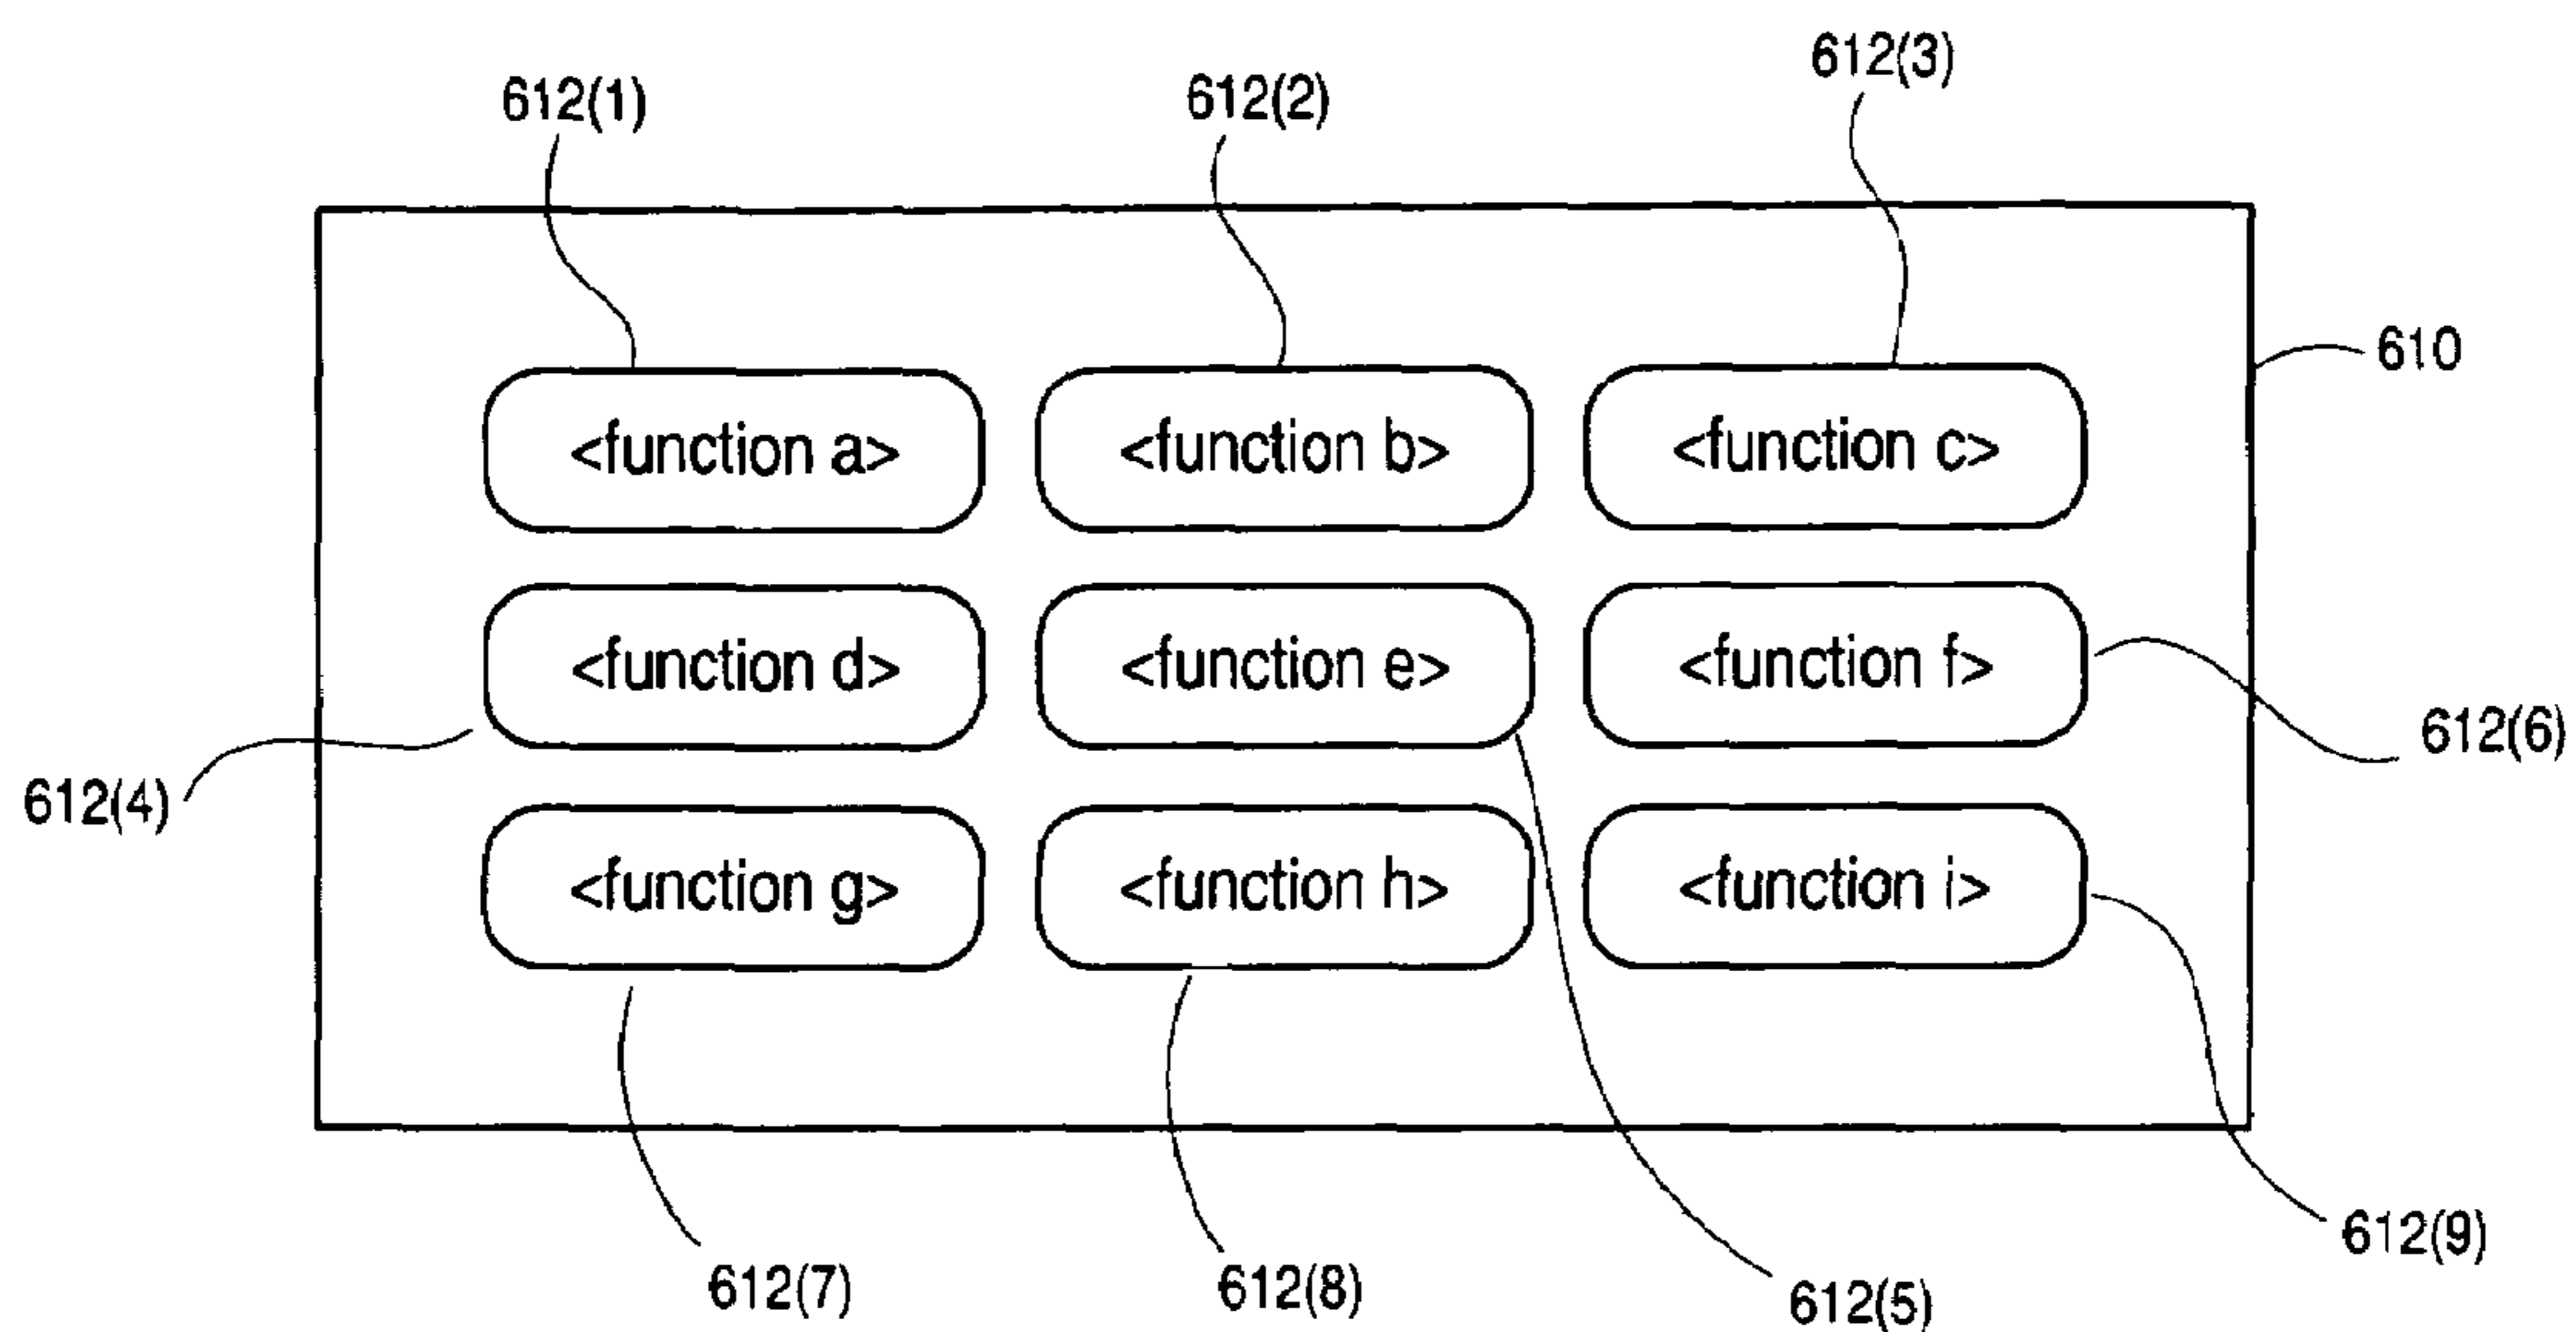 612(1)
612(2)
612(3)
610
<function a>
<function b>
<function c>
<function d>
<function e>
<function f>
612(4)
612(6)
<function g>
<function h>
<function i>
612(7)
612(8)
612(5)
612(9)